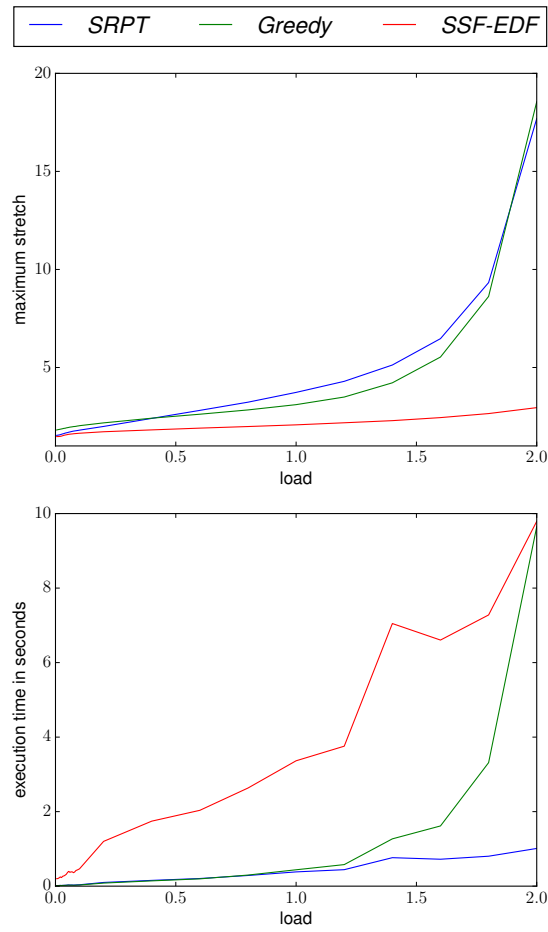 SRPT Greedy SSF-EDF
20
15
10
5
maximum stretch
0.0 0.5 1.0 1.5 2.0
load
10
8
6
4
2
0
execution time in seconds
0.0 0.5 1.0 1.5 2.0
load